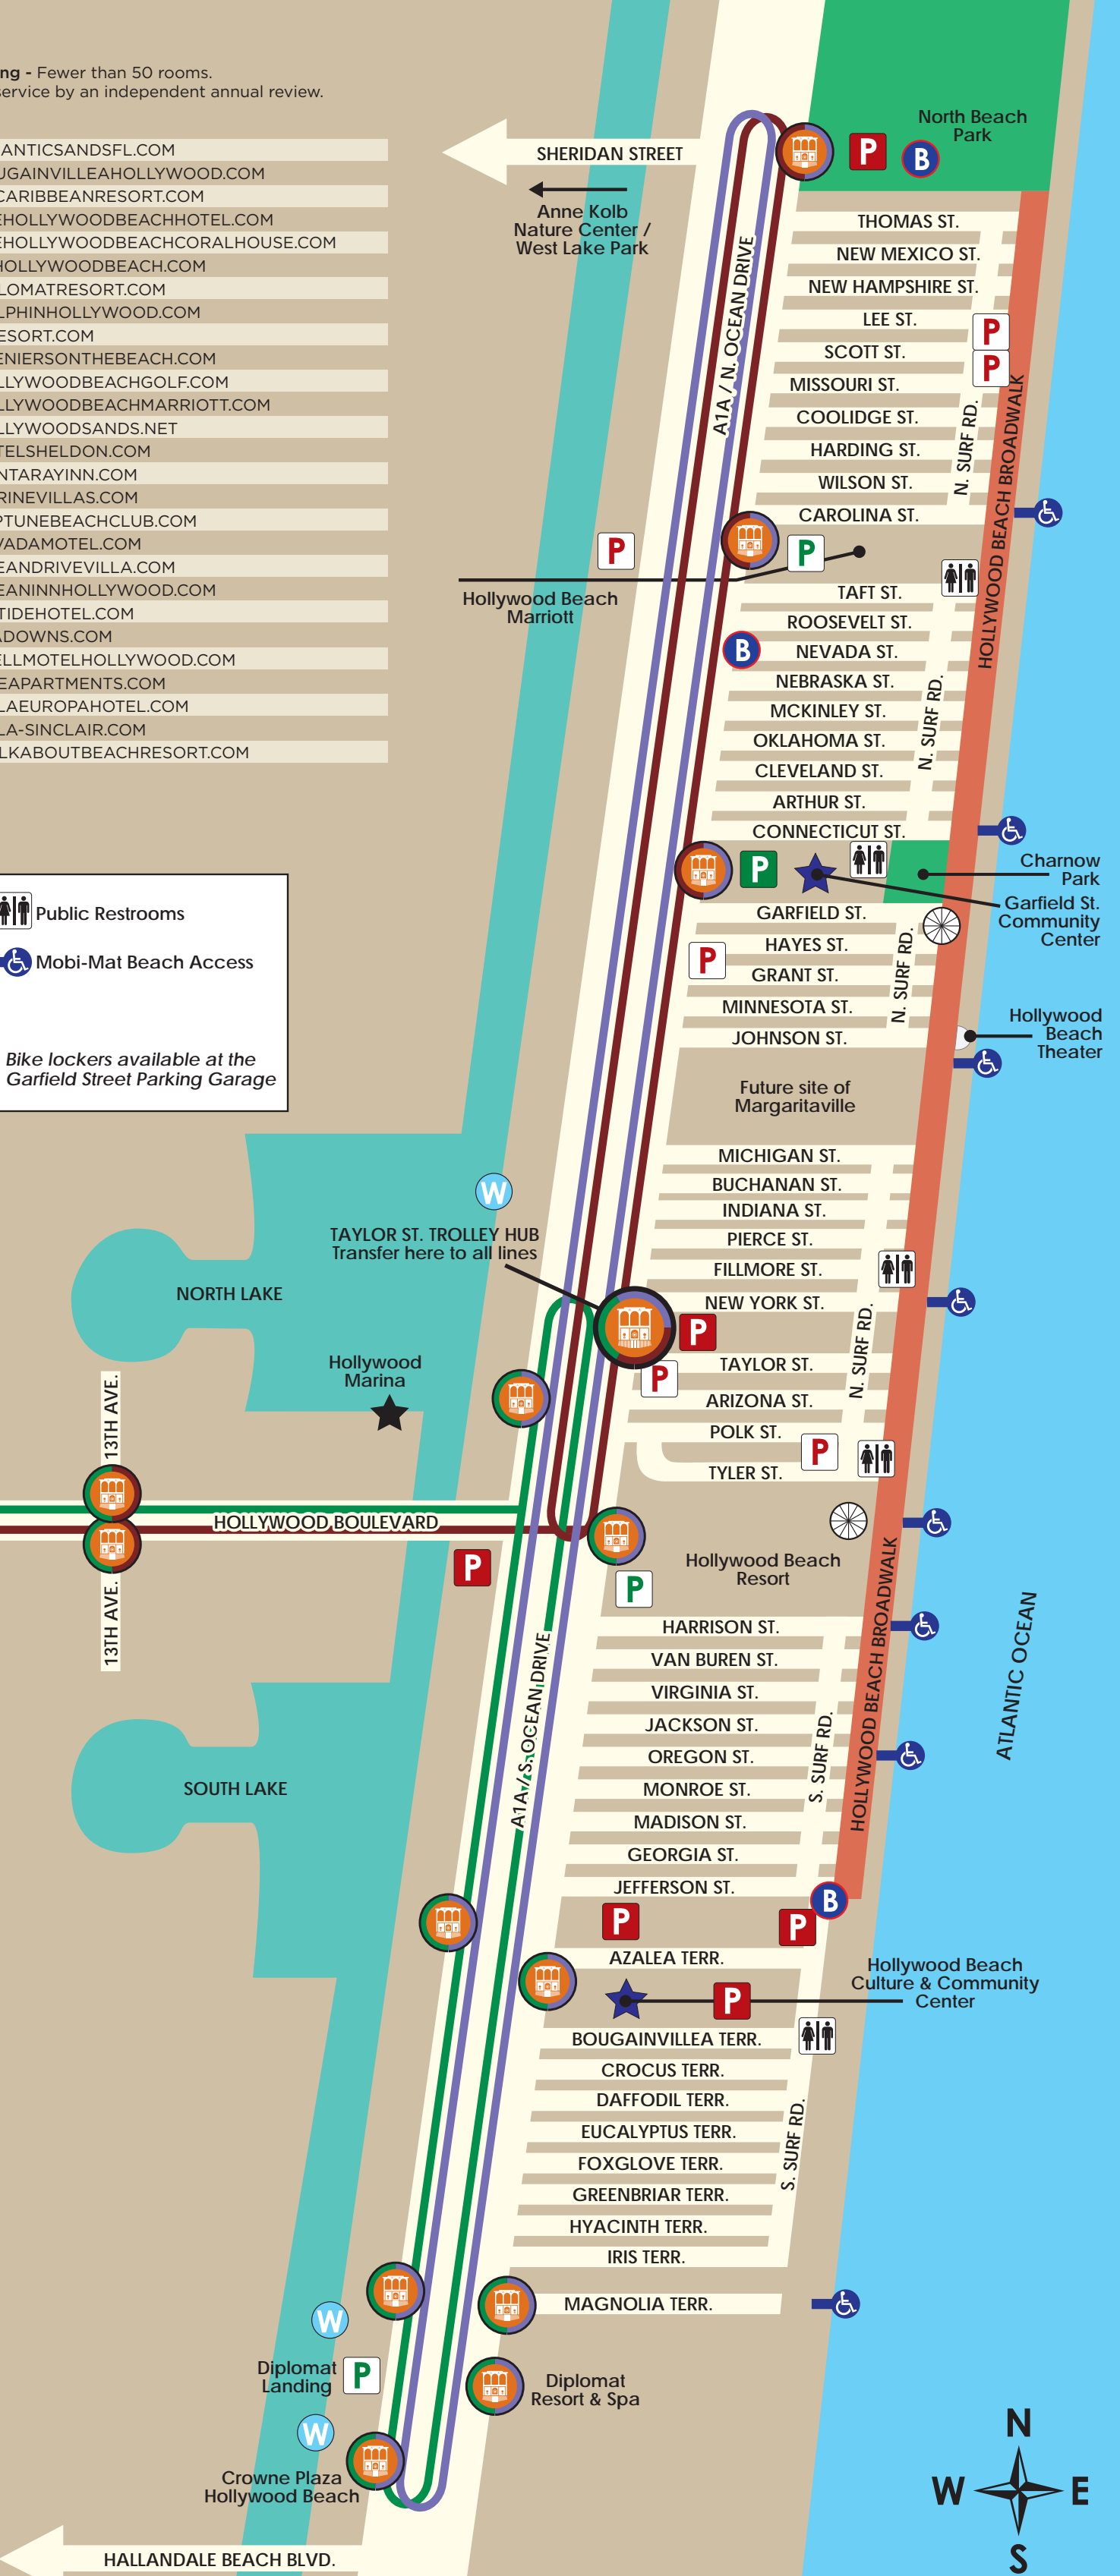 ng - Fewer than 50 rooms.
service by an independent annual review.
ANTICSANDSFL.COM
UGAINVILLEAHOLLYWOOD.COM
CARIBBEANRESORT.COM
EHOLLYWOODBEACHHOTEL.COM
EHOLLYWOODBEACHCORALHOUSE.COM
HOLLYWOODBEACH.COM
LOMATRESORT.COM
LPHINHOLLYWOOD.COM
ESORT.COM
ENIERSONTHEBEACH.COM
LLYWOODBEACHGOLF.COM
LLYWOODBEACHMARRIOTT.COM
LLYWOODSANDS.NET
TELSHELDON.COM
NTARAYINN.COM
RINEVILLAS.COM
PTUNEBEACHCLUB.COM
VADAMOTEL.COM
EANDRIVEVILLA.COM
EANINNHOLLYWOOD.COM
TIDEHOTEL.COM
ADOWNS.COM
ELLMOTELHOLLYWOOD.COM
EAPARTMENTS.COM
LAEUROPAHOTEL.COM
LA-SINCLAIR.COM
LKABOUTBEACHRESORT.COM
Public Restrooms
Mobi-Mat Beach Access
Bike lockers available at the
Garfield Street Parking Garage
North Beach
Park
P
B
SHERIDAN STREET
Anne Kolb
Nature Center /
West Lake Park
A1A / N. OCEAN DRIVE
THOMAS ST.
NEW MEXICO ST.
NEW HAMPSHIRE ST.
LEE ST.
P
SCOTT ST.
P
MISSOURI ST.
COOLIDGE ST.
N. SURF RD.
HOLLYWOOD BEACH BROADWALK
HARDING ST.
WILSON ST.
CAROLINA ST.
P
P
Hollywood Beach
Marriott
TAFT ST.
ROOSEVELT ST.
B
NEVADA ST.
NEBRASKA ST.
N. SURF RD.
MCKINLEY ST.
OKLAHOMA ST.
CLEVELAND ST.
ARTHUR ST.
CONNECTICUT ST.
P
Charnow
Park
Garfield St.
Community
Center
GARFIELD ST.
HAYES ST.
P
GRANT ST.
N. SURF RD.
MINNESOTA ST.
JOHNSON ST.
Hollywood
Beach
Theater
Future site of
Margaritaville
MICHIGAN ST.
BUCHANAN ST.
W
INDIANA ST.
TAYLOR ST. TROLLEY HUB
Transfer here to all lines
PIERCE ST.
FILLMORE ST.
NORTH LAKE
NEW YORK ST.
P
N. SURF RD.
Hollywood
Marina
TAYLOR ST.
P
ARIZONA ST.
POLK ST.
P
TYLER ST.
13TH AVE.
HOLLYWOOD BOULEVARD
13TH AVE.
P
P
Hollywood Beach
Resort
HARRISON ST.
VAN BUREN ST.
VIRGINIA ST.
JACKSON ST.
A1A / S. OCEAN DRIVE
S. SURF RD.
HOLLYWOOD BEACH BROADWALK
ATLANTIC OCEAN
OREGON ST.
SOUTH LAKE
MONROE ST.
MADISON ST.
GEORGIA ST.
JEFFERSON ST.
B
P
P
AZALEA TERR.
Hollywood Beach
Culture & Community
Center
P
BOUGAINVILLEA TERR.
CROCUS TERR.
DAFFODIL TERR.
EUCALYPTUS TERR.
S. SURF RD.
FOXGLOVE TERR.
GREENBRIAR TERR.
HYACINTH TERR.
IRIS TERR.
MAGNOLIA TERR.
W
Diplomat
Landing
P
Diplomat
Resort & Spa
W
Crowne Plaza
Hollywood Beach
N
W
E
S
HALLANDALE BEACH BLVD.